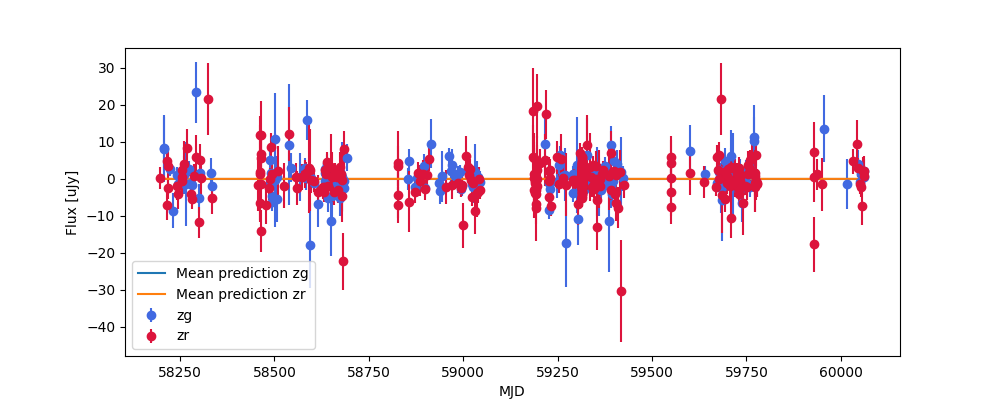 30
20
10
0
−10
−20
−30
−40
Flux [uJy]
Mean prediction zg
Mean prediction zr
zg
zr
58250 58500 58750 59000 59250 59500 59750 60000
MJD